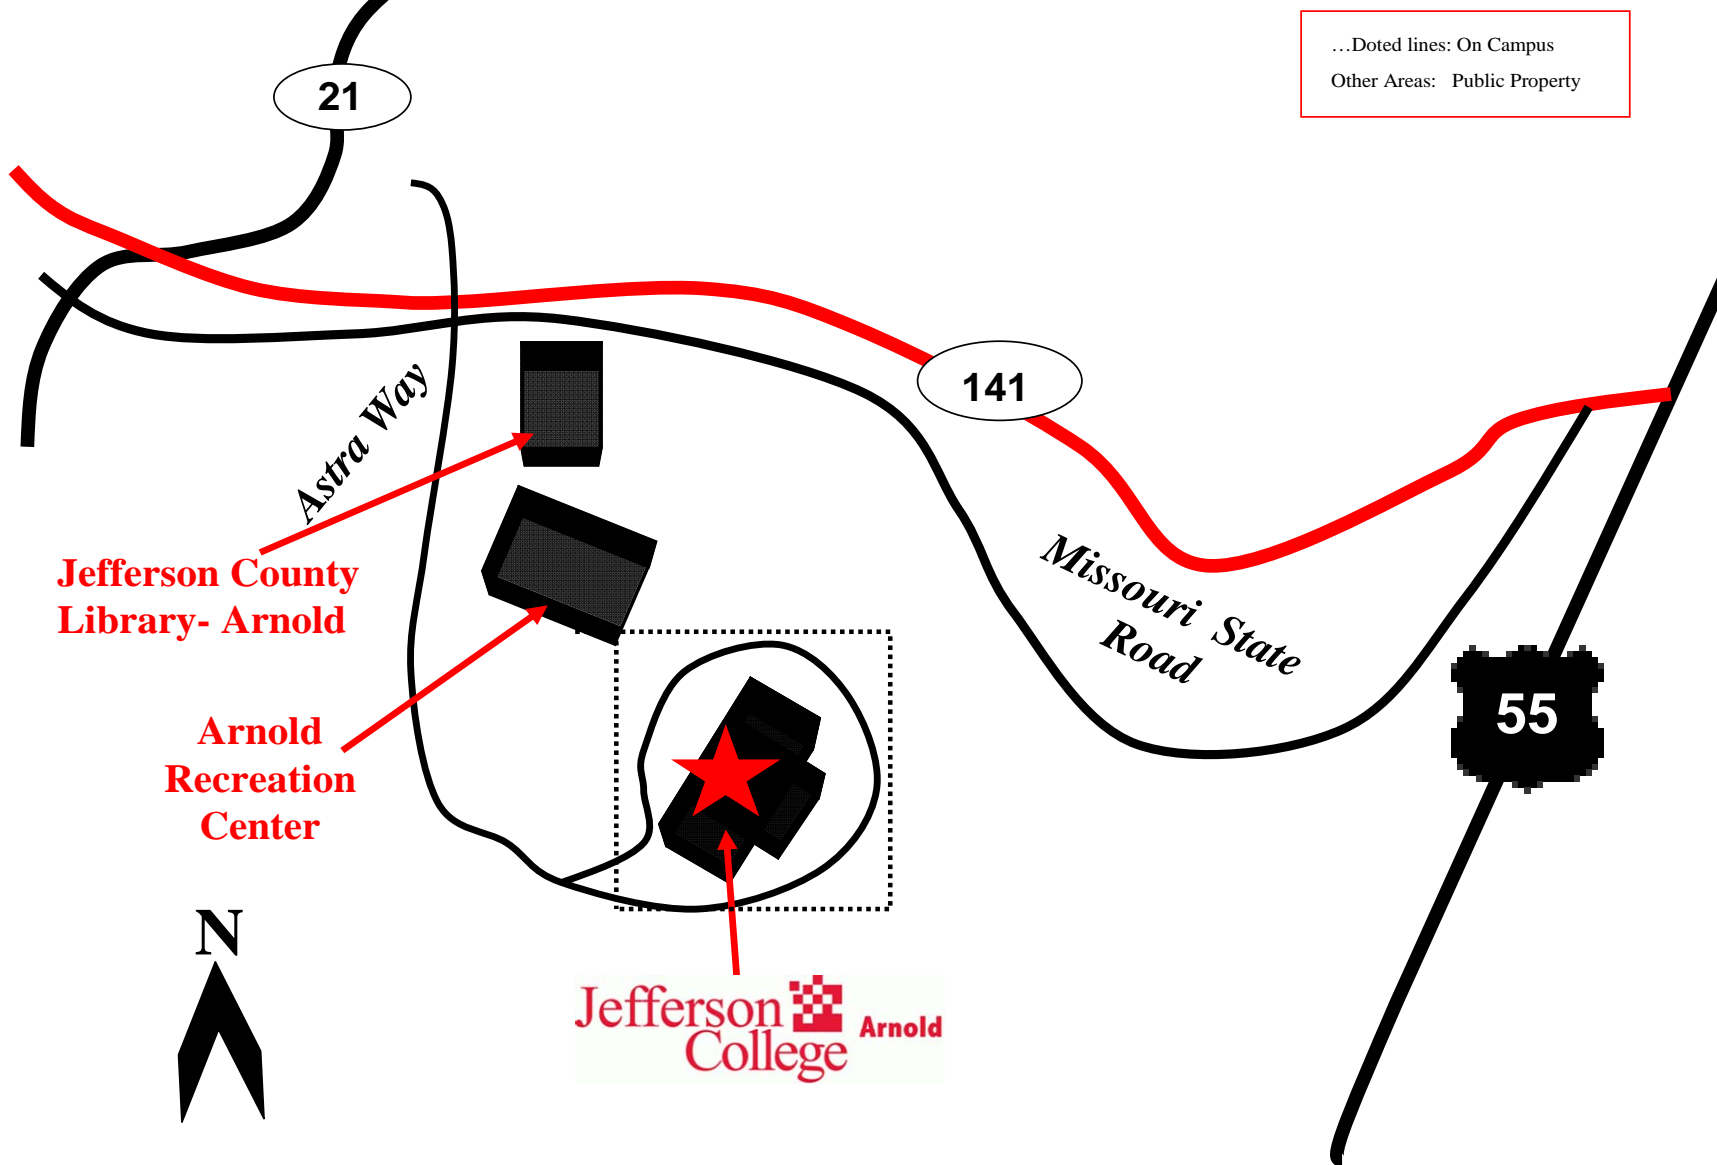 …Doted lines: On Campus
Other Areas: Public Property
21
141
Astra Way
Missouri State
Road
55
Jefferson County
Library- Arnold
Arnold
Recreation
Center
N
Jefferson
College
Arnold